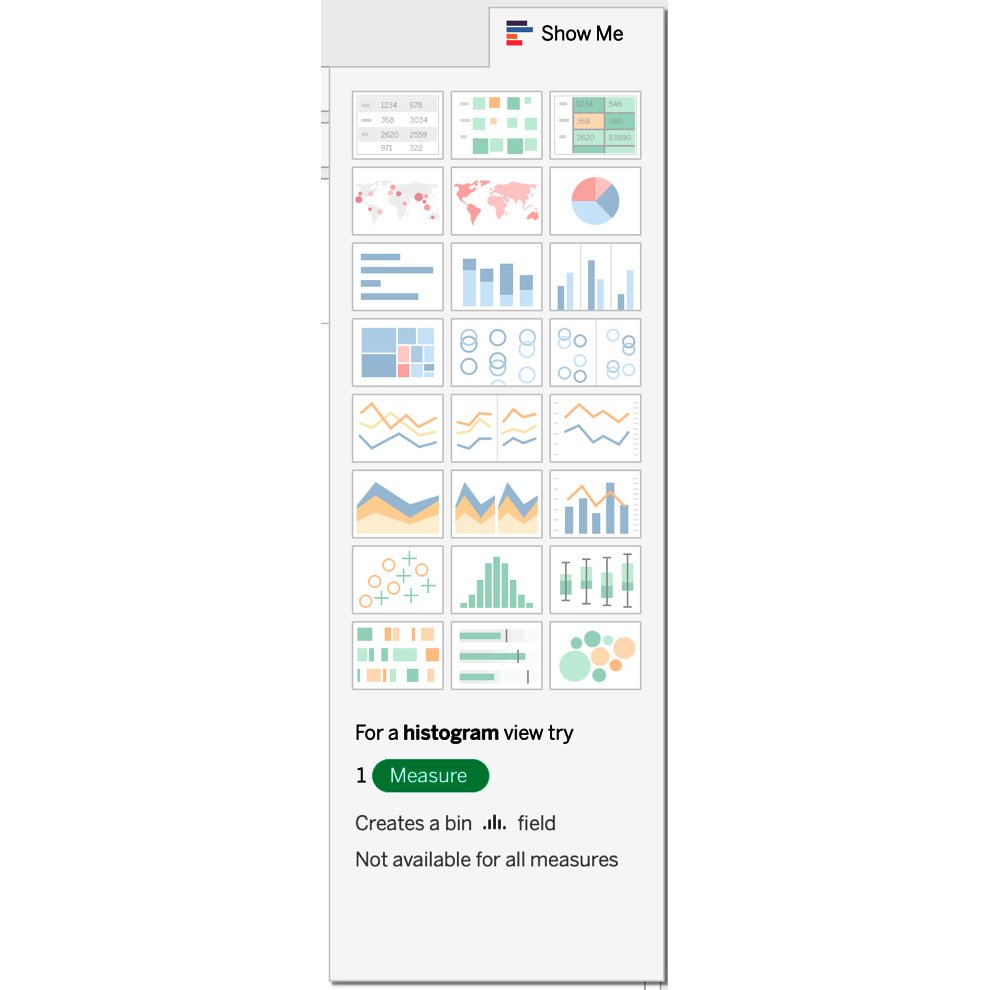 Show Me
1234 678
368 3034
2620 2559
971 322
1234 546
368 340
2620 53890
For a histogram view try
1 Measure
Creates a bin field
Not available for all measures